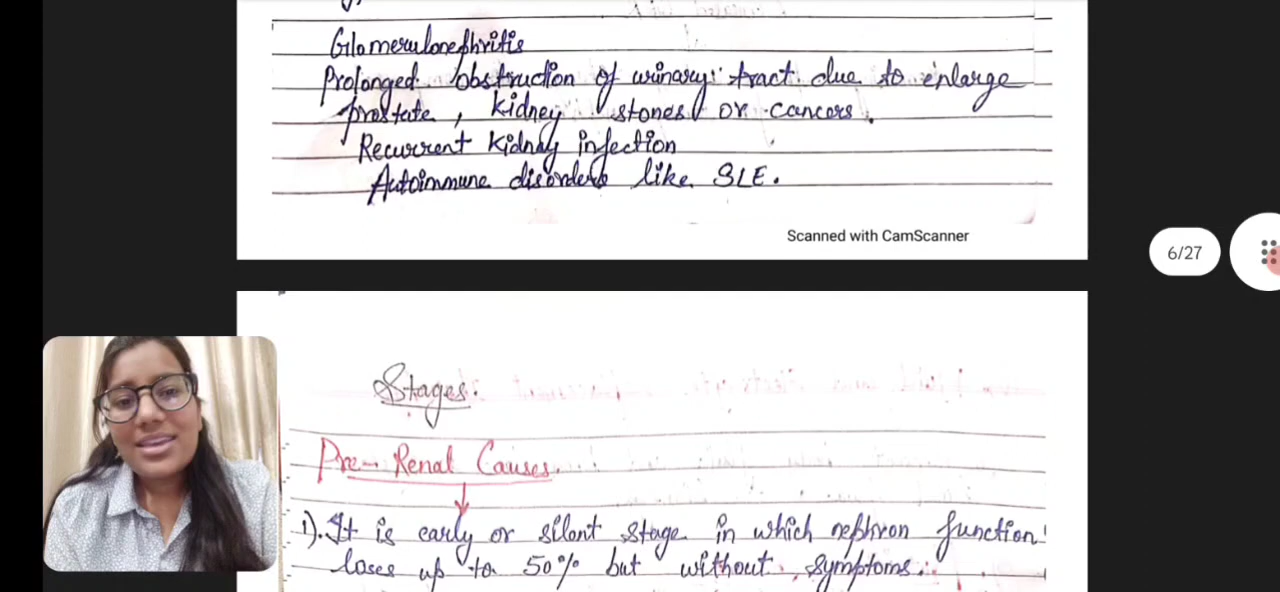 Glomerulonephritis
Prolonged obstruction of urinary tract due to enlarge
prostate, kidney stones or cancers.
Recurrent kidney infection
Autoimmune disorders like SLE.
Scanned with CamScanner
6/27
Stages:
Pre-Renal Causes.
1). It is early or silent stage in which nephron function
loses up to 50% but without symptoms.